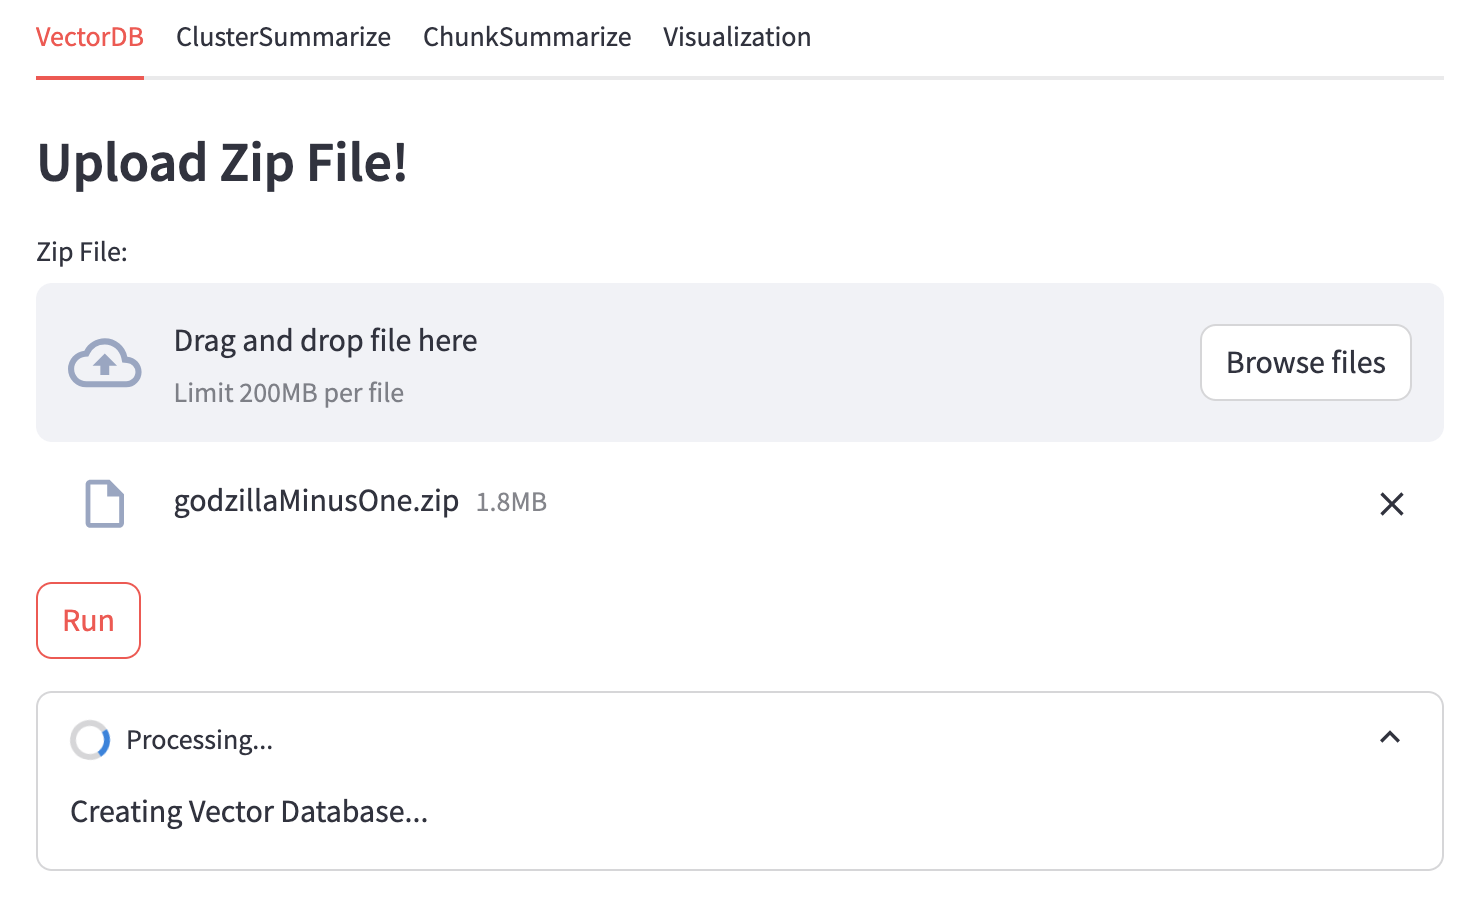 VectorDB ClusterSummarize ChunkSummarize Visualization
Upload Zip File!
Zip File:
Drag and drop file here
Limit 200MB per file
Browse files
godzillaMinusOne.zip 1.8MB
Run
Processing...
Creating Vector Database...